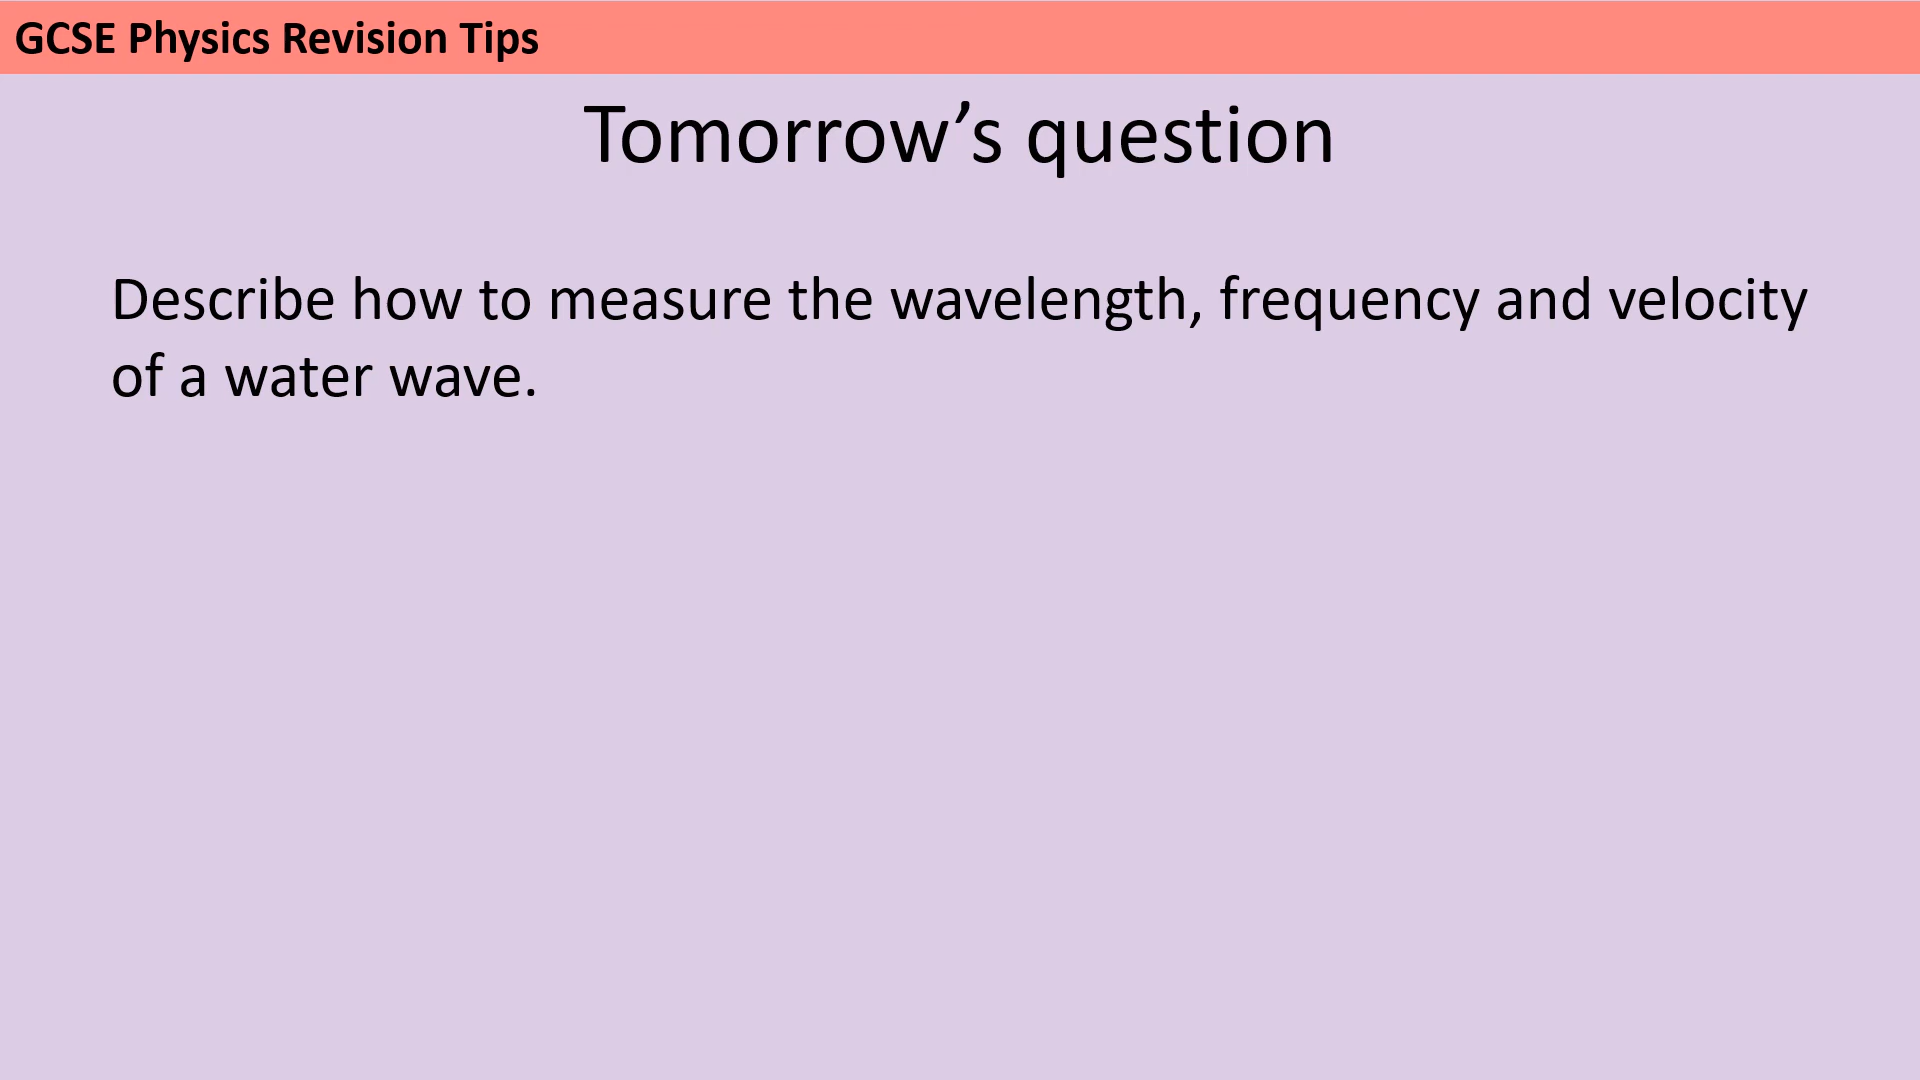 GCSE Physics Revision Tips
Tomorrow’s question
Describe how to measure the wavelength, frequency and velocity
of a water wave.